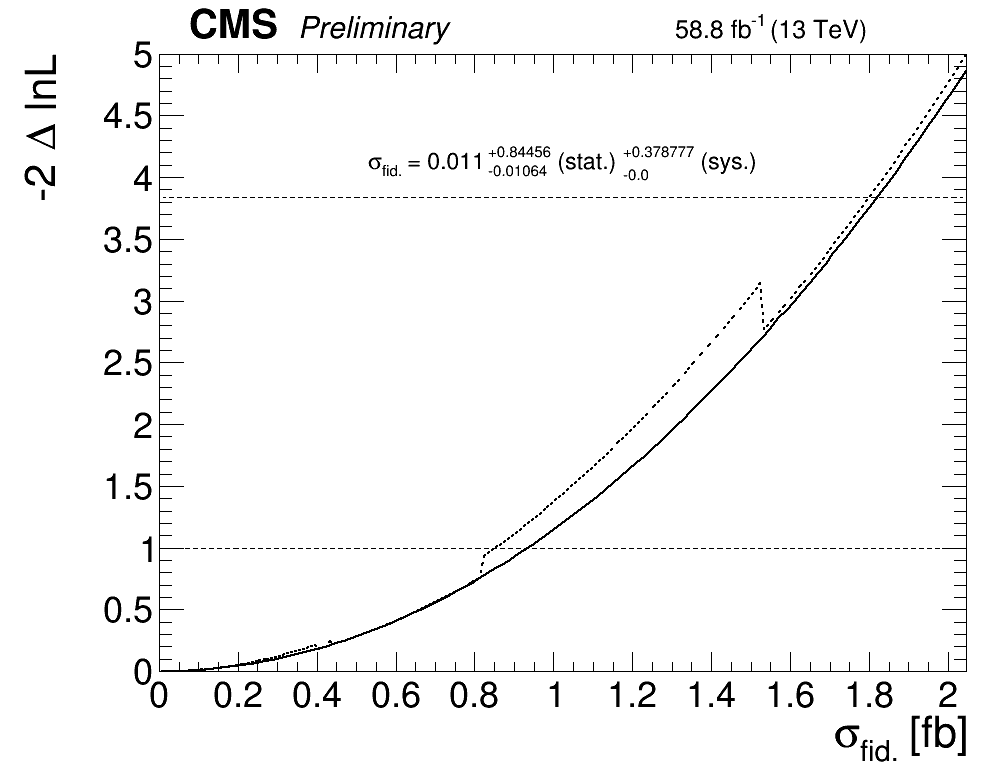 CMS Preliminary 58.8 fb⁻¹ (13 TeV)
-2 Δ lnL
5
4.5
4
3.5
3
2.5
2
1.5
1
0.5
0
σfid. = 0.011 +0.84456 -0.01064 (stat.) +0.378777 -0.0 (sys.)
0 0.2 0.4 0.6 0.8 1 1.2 1.4 1.6 1.8 2
σfid. [fb]